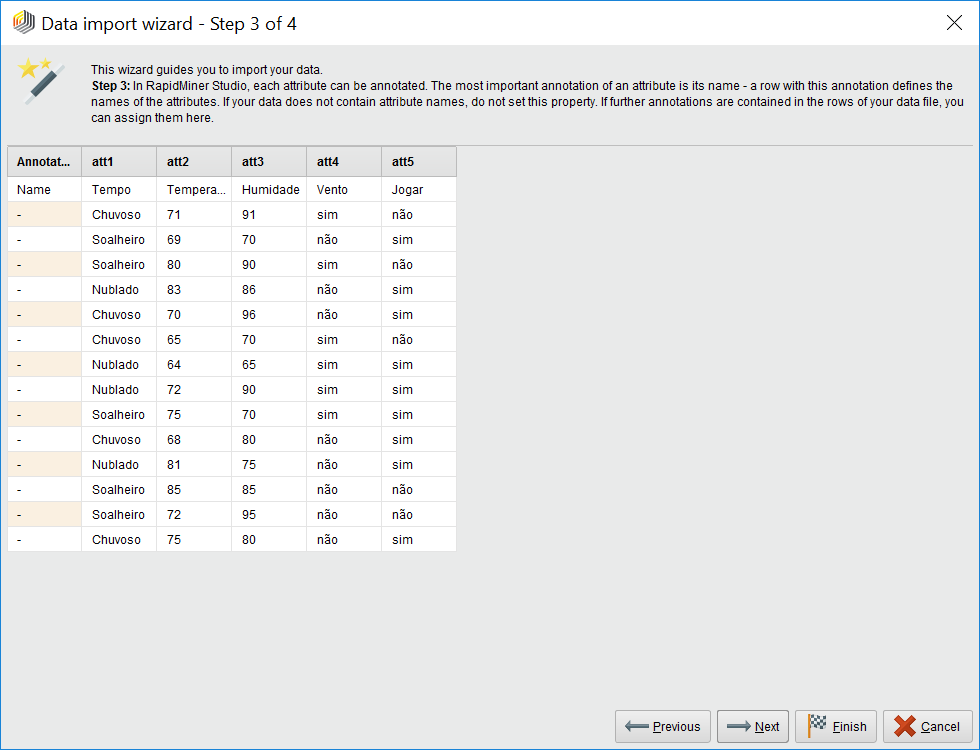 Data import wizard - Step 3 of 4
This wizard guides you to import your data.
Step 3: In RapidMiner Studio, each attribute can be annotated. The most important annotation of an attribute is its name - a row with this annotation defines the
names of the attributes. If your data does not contain attribute names, do not set this property. If further annotations are contained in the rows of your data file, you
can assign them here.
Annotat... att1 att2 att3 att4 att5
Name Tempo Tempera... Humidade Vento Jogar
- Chuvoso 71 91 sim não
- Soalheiro 69 70 não sim
- Soalheiro 80 90 sim não
- Nublado 83 86 não sim
- Chuvoso 70 96 não sim
- Chuvoso 65 70 sim não
- Nublado 64 65 sim sim
- Nublado 72 90 sim sim
- Soalheiro 75 70 sim sim
- Chuvoso 68 80 não sim
- Nublado 81 75 não sim
- Soalheiro 85 85 não não
- Soalheiro 72 95 não não
- Chuvoso 75 80 não sim
Previous Next Finish Cancel